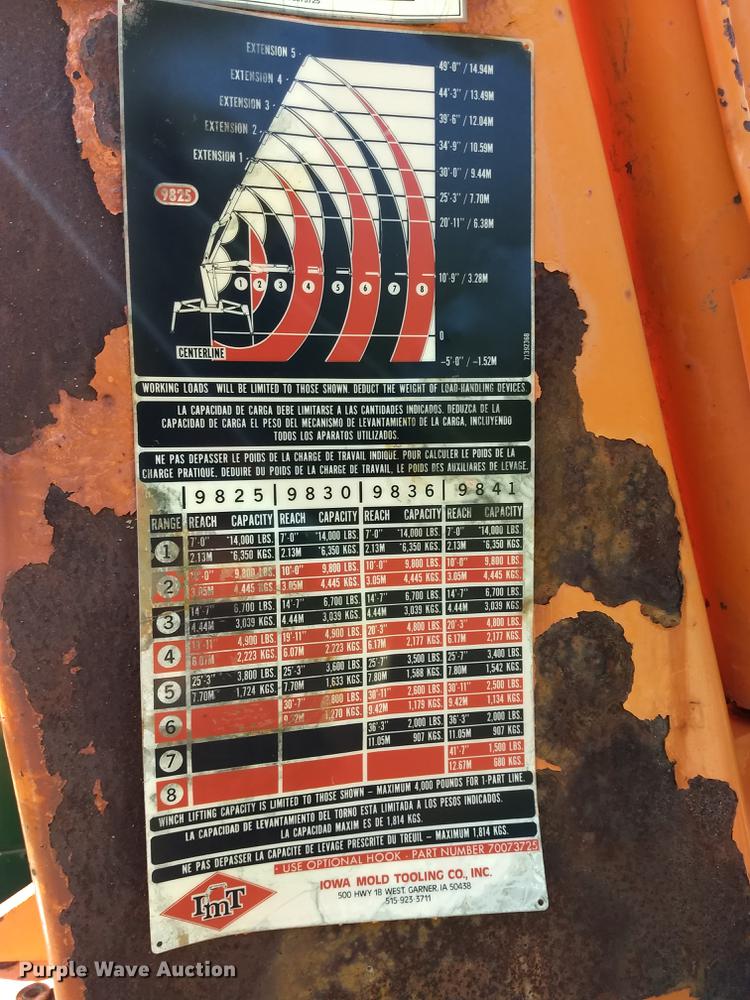 EXTENSION 5
EXTENSION 4
EXTENSION 3
EXTENSION 2
EXTENSION 1
49'-0" / 14.94M
44'-3" / 13.49M
39'-6" / 12.04M
34'-9" / 10.59M
30'-0" / 9.44M
25'-3" / 7.70M
20'-11" / 6.38M
10'-9" / 3.28M
0
-5'-0" / -1.52M
9825
1 2 3 4 5 6 7 8
CENTERLINE
71392368
WORKING LOADS WILL BE LIMITED TO THOSE SHOWN. DEDUCT THE WEIGHT OF LOAD-HANDLING DEVICES.
LA CAPACIDAD DE CARGA DEBE LIMITARSE A LAS CANTIDADES INDICADOS. DEDUZCA DE LA
CAPACIDAD DE CARGA EL PESO DEL MECANISMO DE LEVANTAMIENTO DE LA CARGA, INCLUYENDO
TODOS LOS APARATOS UTILIZADOS.
NE PAS DEPASSER LE POIDS DE LA CHARGE DE TRAVAIL INDIQUE. POUR CALCULER LE POIDS DE LA
CHARGE PRATIQUE, DEDUIRE DU POIDS DE LA CHARGE DE TRAVAIL, LE POIDS DES AUXILIARES DE LEVAGE.
9825 9830 9836 9841
RANGE REACH CAPACITY REACH CAPACITY REACH CAPACITY REACH CAPACITY
1 7'-0" *14,000 LBS. 7'-0" *14,000 LBS. 7'-0" *14,000 LBS. 7'-0" *14,000 LBS.
2.13M *6,350 KGS. 2.13M *6,350 KGS. 2.13M *6,350 KGS. 2.13M *6,350 KGS.
2 10'-0" 9,800 LBS. 10'-0" 9,800 LBS. 10'-0" 9,800 LBS. 10'-0" 9,800 LBS.
3.05M 4,445 KGS. 3.05M 4,445 KGS. 3.05M 4,445 KGS. 3.05M 4,445 KGS.
3 14'-7" 6,700 LBS. 14'-7" 6,700 LBS. 14'-7" 6,700 LBS. 14'-7" 6,700 LBS.
4.44M 3,039 KGS. 4.44M 3,039 KGS. 4.44M 3,039 KGS. 4.44M 3,039 KGS.
4 19'-11" 4,900 LBS. 19'-11" 4,900 LBS. 20'-3" 4,800 LBS. 20'-3" 4,800 LBS.
6.07M 2,223 KGS. 6.07M 2,223 KGS. 6.17M 2,177 KGS. 6.17M 2,177 KGS.
5 25'-3" 3,800 LBS. 25'-3" 3,600 LBS. 25'-7" 3,500 LBS. 25'-7" 3,400 LBS.
7.70M 1,724 KGS. 7.70M 1,633 KGS. 7.80M 1,588 KGS. 7.80M 1,542 KGS.
6 30'-7" 2,800 LBS. 30'-11" 2,600 LBS. 30'-11" 2,500 LBS.
1,270 KGS. 9.42M 1,179 KGS. 9.42M 1,134 KGS.
7 36'-3" 2,000 LBS. 36'-3" 2,000 LBS.
11.05M 907 KGS. 11.05M 907 KGS.
8 41'-7" 1,500 LBS.
12.67M 680 KGS.
WINCH LIFTING CAPACITY IS LIMITED TO THOSE SHOWN - MAXIMUM 4,000 POUNDS FOR 1-PART LINE.
LA CAPACIDAD DE LEVANTAMIENTO DEL TORNO ESTA LIMITADA A LOS PESOS INDICADOS.
LA CAPACIDAD MAXIM ES DE 1,814 KGS.
NE PAS DEPASSER LA CAPACITE DE LEVAGE PRESCRITE DU TREUIL - MAXIMUM 1,814 KGS.
* USE OPTIONAL HOOK - PART NUMBER 70073725
IMT
IOWA MOLD TOOLING CO., INC.
500 HWY 18 WEST, GARNER, IA 50438
515-923-3711
Purple Wave Auction